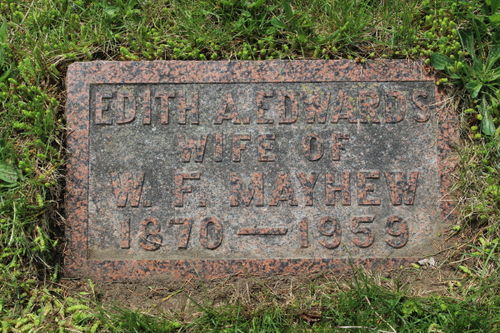 EDITH A. EDWARDS
WIFE OF
W. F. MAYHEW
1870 — 1959